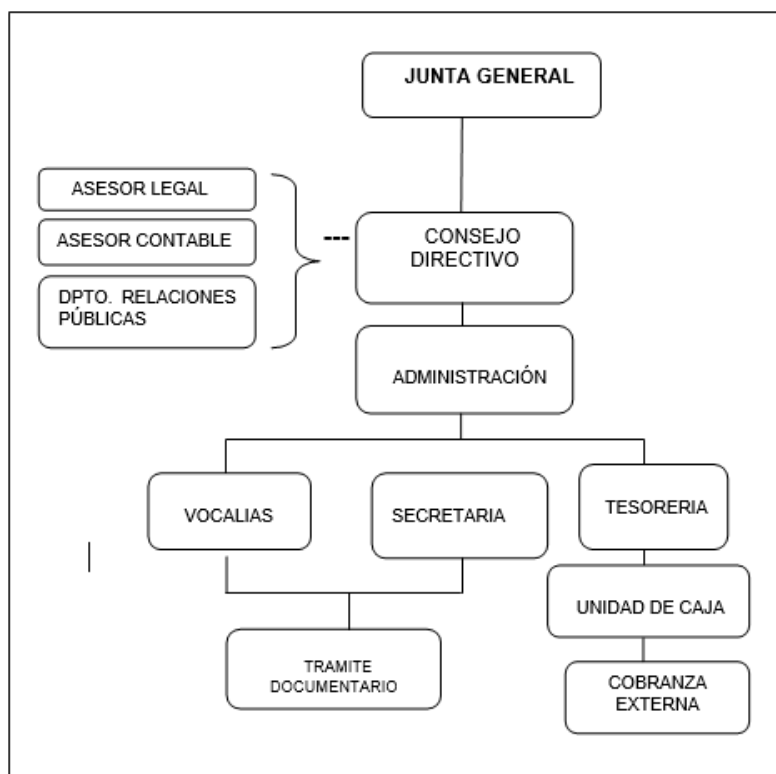 JUNTA GENERAL
ASESOR LEGAL
ASESOR CONTABLE
DPTO. RELACIONES
PÚBLICAS
---
CONSEJO
DIRECTIVO
ADMINISTRACIÓN
VOCALIAS
SECRETARIA
TESORERIA
UNIDAD DE CAJA
TRAMITE
DOCUMENTARIO
COBRANZA
EXTERNA